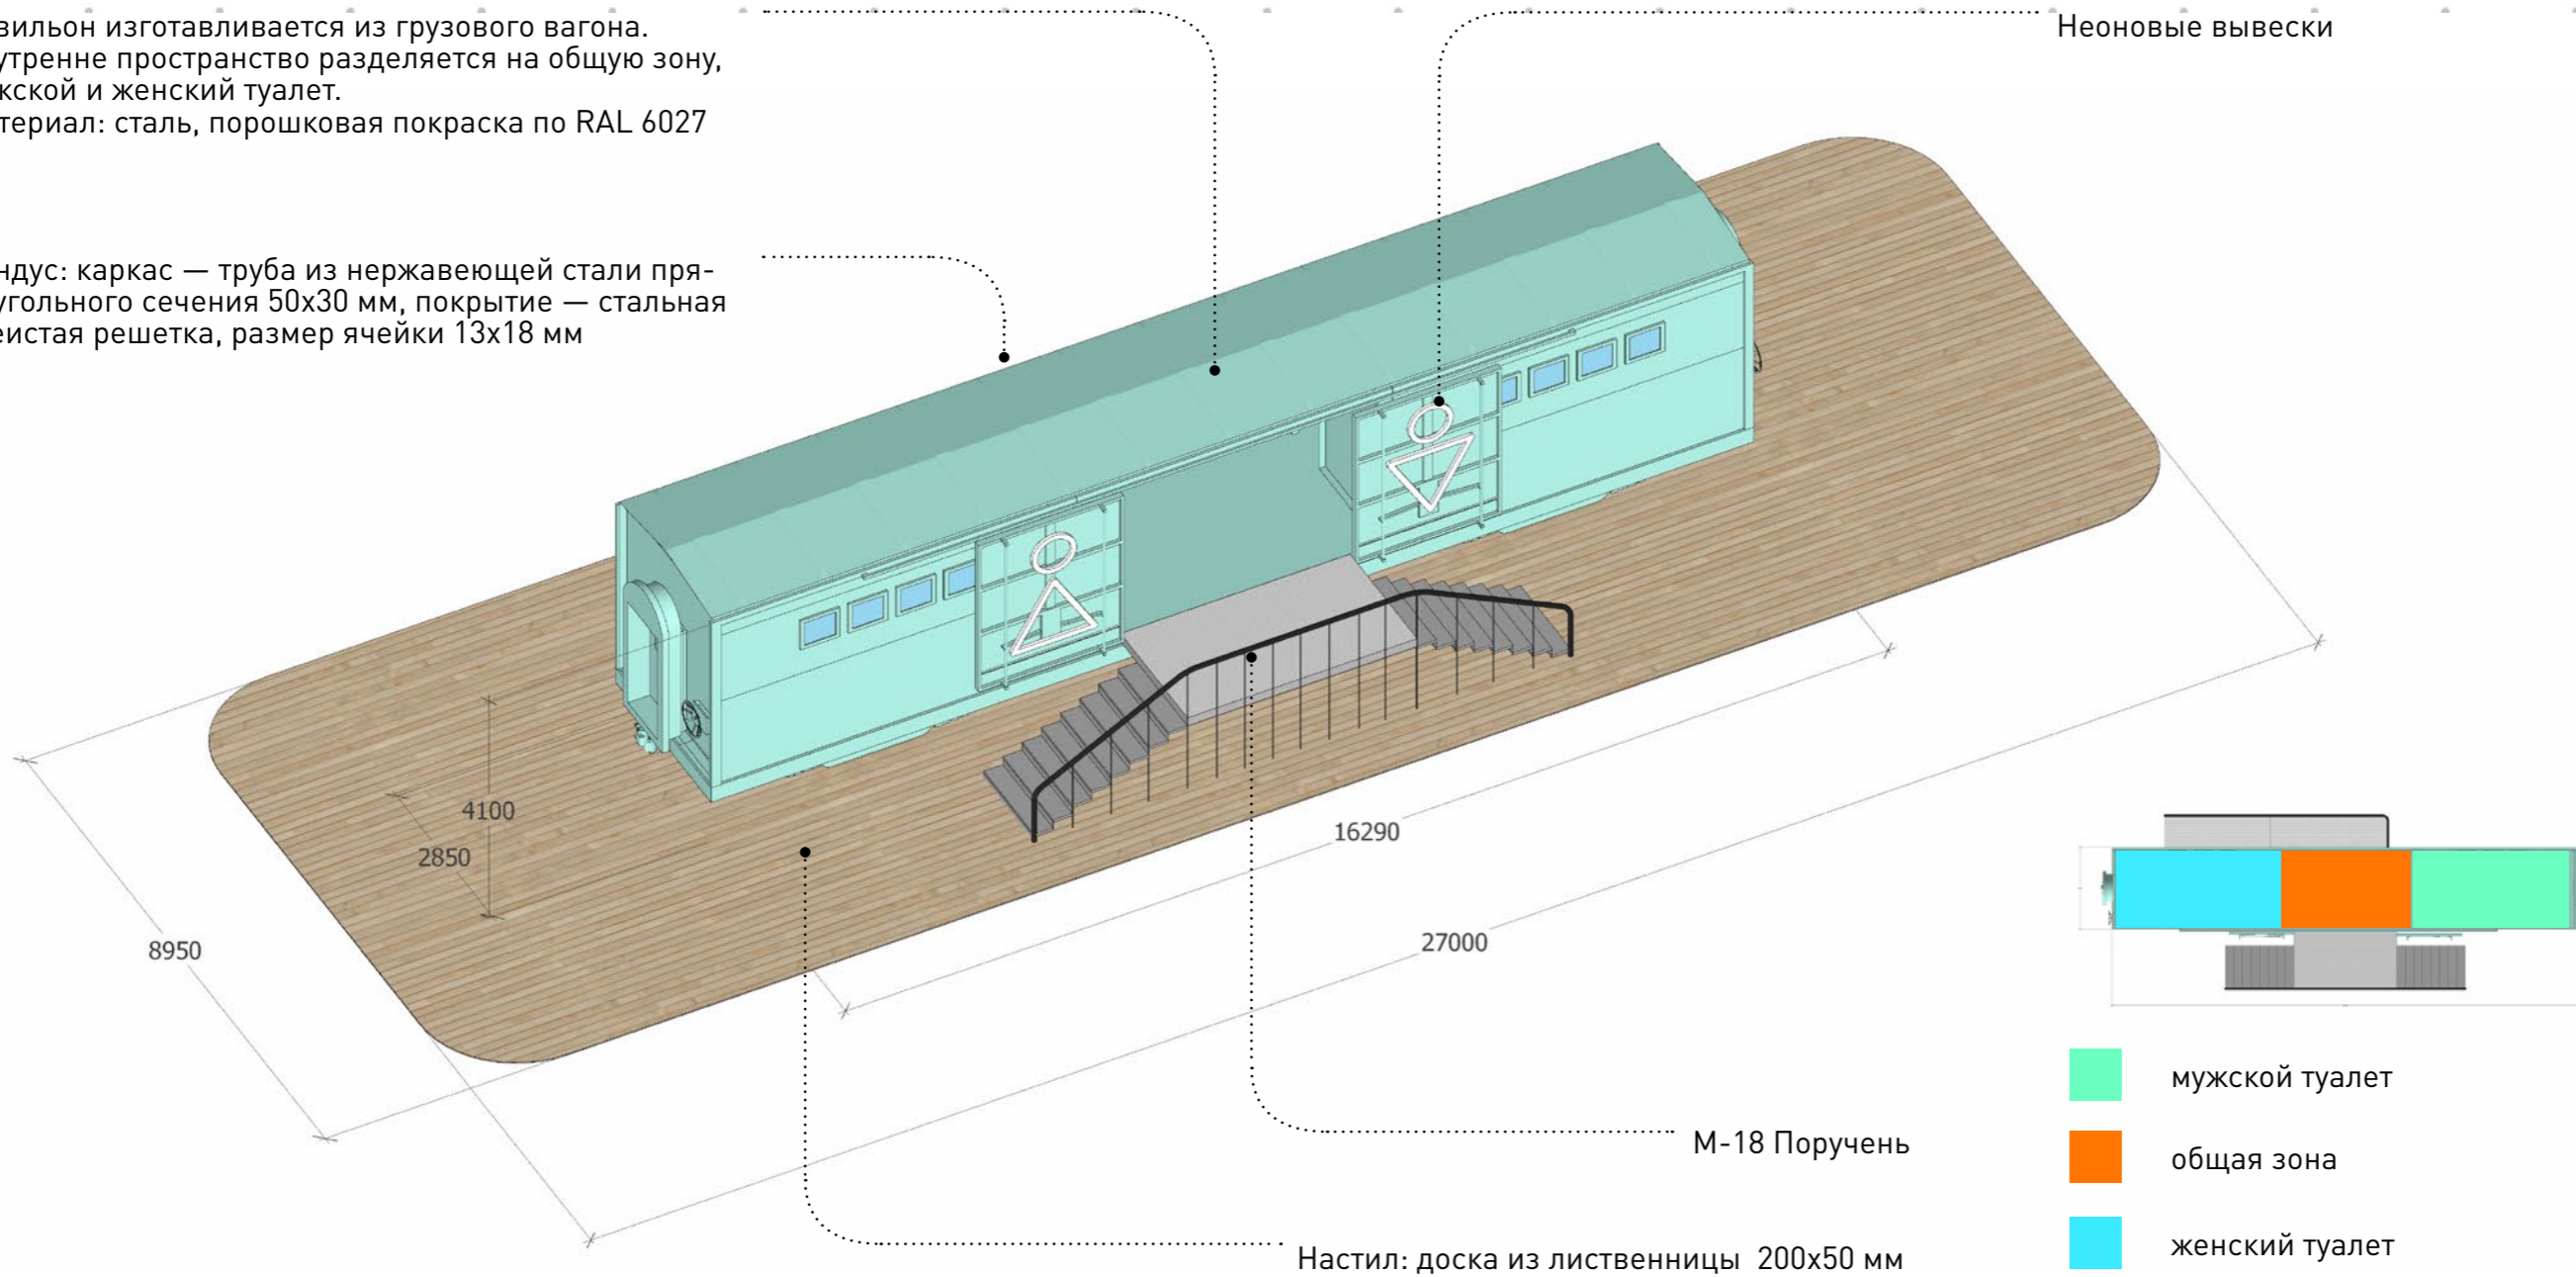 вильон изготавливается из грузового вагона.
утренне пространство разделяется на общую зону,
жской и женский туалет.
териал: сталь, порошковая покраска по RAL 6027
Неоновые вывески
ндус: каркас — труба из нержавеющей стали пря-
угольного сечения 50х30 мм, покрытие — стальная
еистая решетка, размер ячейки 13х18 мм
4100
2850
8950
16290
27000
М-18 Поручень
Настил: доска из лиственницы 200х50 мм
мужской туалет
общая зона
женский туалет